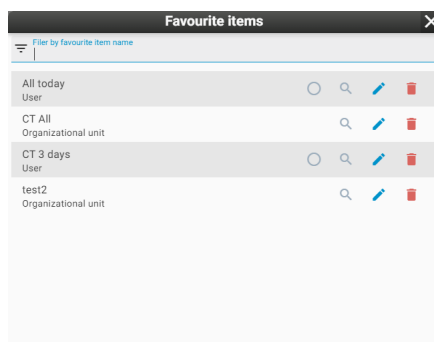 Favourite items
Filer by favourite item name
All today
User
CT All
Organizational unit
CT 3 days
User
test2
Organizational unit